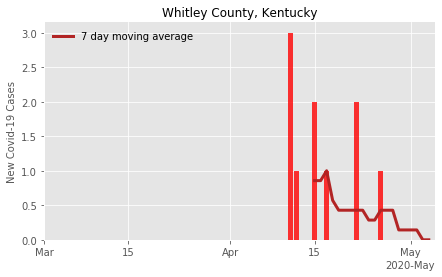 Whitley County, Kentucky
7 day moving average
New Covid-19 Cases
3.0
2.5
2.0
1.5
1.0
0.5
0.0
Mar 15 Apr 15 May
2020-May